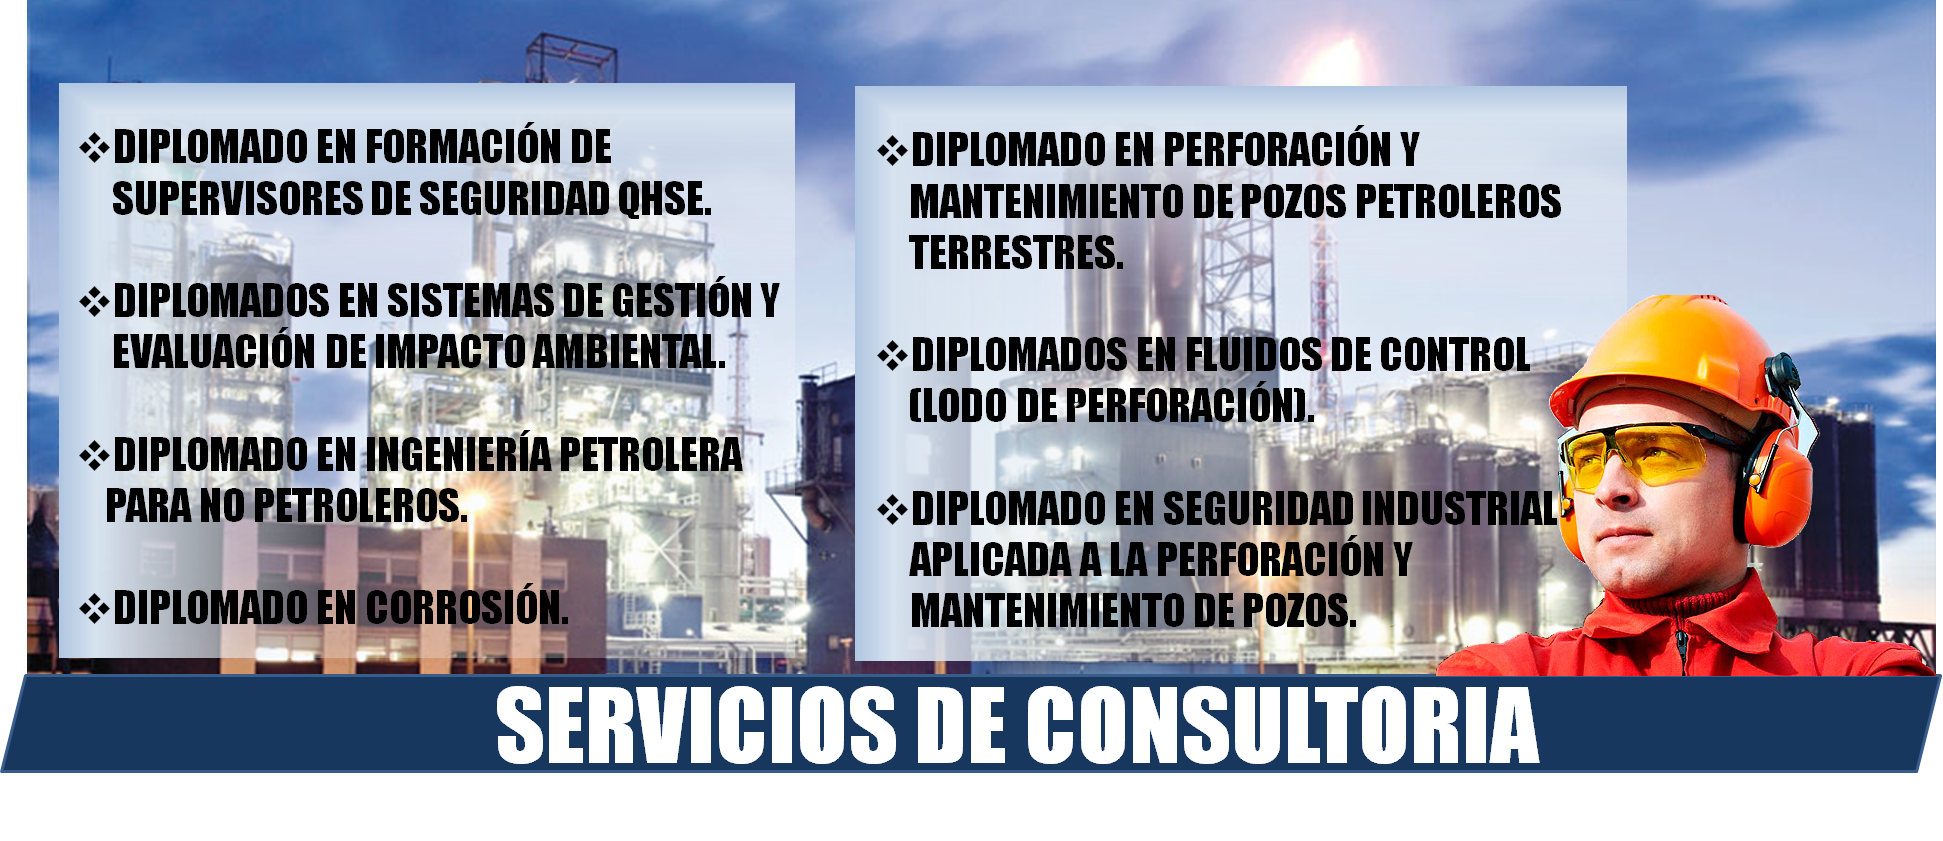 ❖DIPLOMADO EN FORMACIÓN DE
SUPERVISORES DE SEGURIDAD QHSE.
❖DIPLOMADOS EN SISTEMAS DE GESTIÓN Y
EVALUACIÓN DE IMPACTO AMBIENTAL.
❖DIPLOMADO EN INGENIERÍA PETROLERA
PARA NO PETROLEROS.
❖DIPLOMADO EN CORROSIÓN.
❖DIPLOMADO EN PERFORACIÓN Y
MANTENIMIENTO DE POZOS PETROLEROS
TERRESTRES.
❖DIPLOMADOS EN FLUIDOS DE CONTROL
(LODO DE PERFORACIÓN).
❖DIPLOMADO EN SEGURIDAD INDUSTRIAL
APLICADA A LA PERFORACIÓN Y
MANTENIMIENTO DE POZOS.
SERVICIOS DE CONSULTORIA